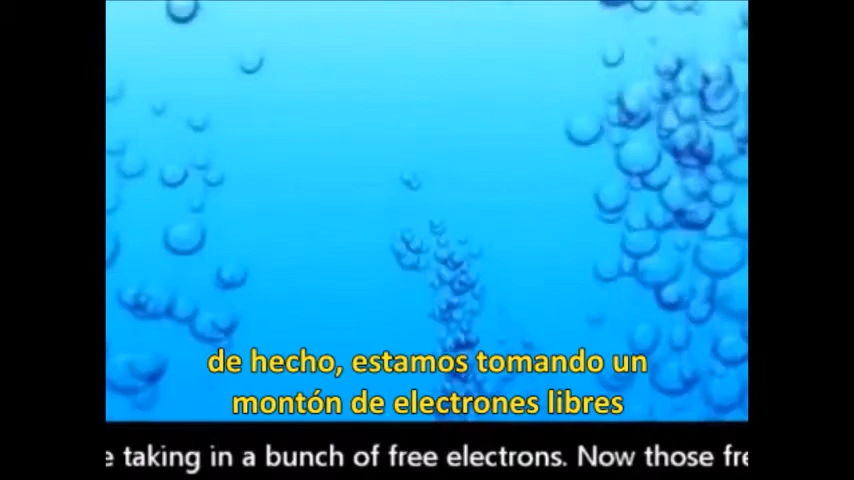 de hecho, estamos tomando un
montón de electrones libres
taking in a bunch of free electrons. Now those